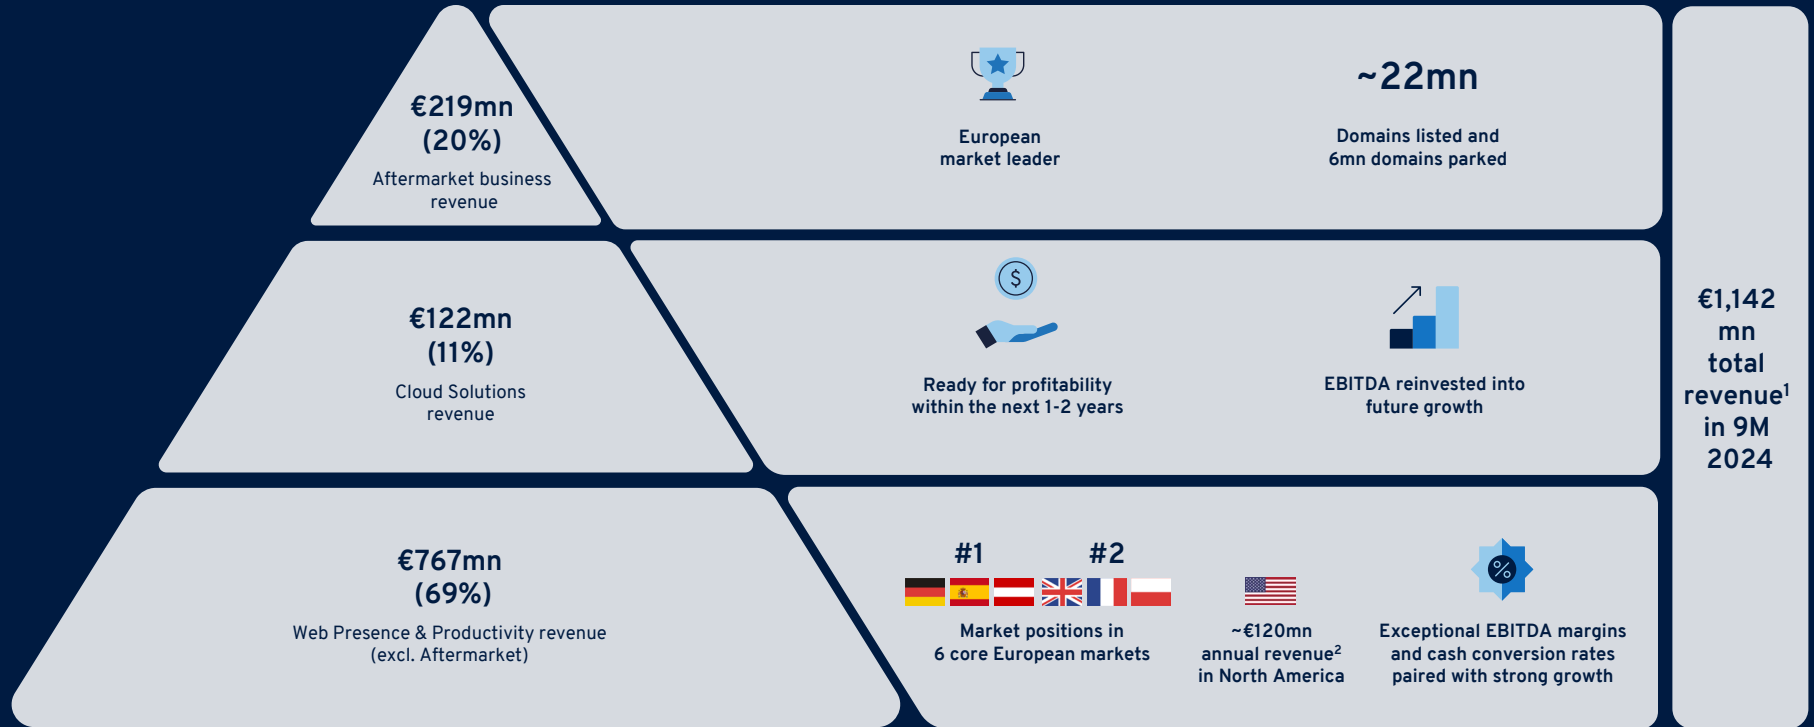 €219mn
(20%)
Aftermarket business
revenue
European
market leader
~22mn
Domains listed and
6mn domains parked
€122mn
(11%)
Cloud Solutions
revenue
$
Ready for profitability
within the next 1-2 years
EBITDA reinvested into
future growth
€767mn
(69%)
Web Presence & Productivity revenue
(excl. Aftermarket)
#1
#2
Market positions in
6 core European markets
~€120mn
annual revenue²
in North America
%
Exceptional EBITDA margins
and cash conversion rates
paired with strong growth
€1,142
mn
total
revenue¹
in 9M
2024